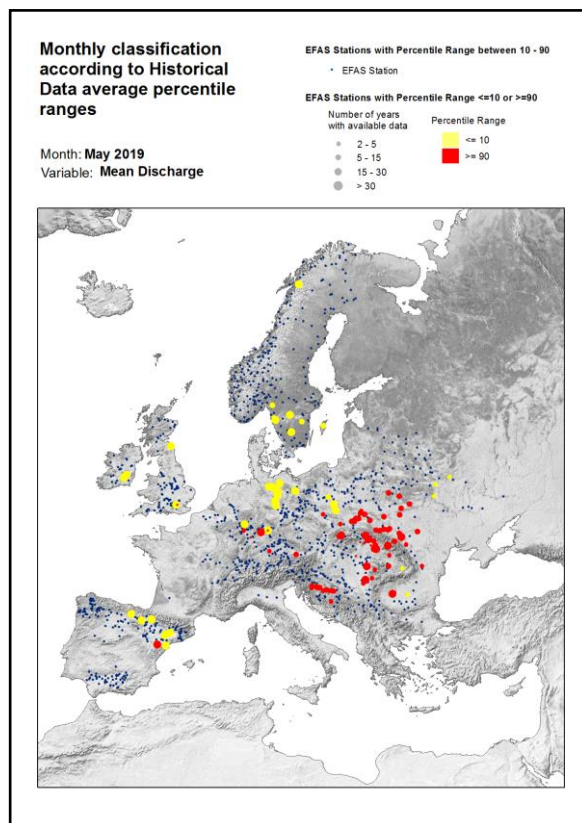 Monthly classification
according to Historical
Data average percentile
ranges
Month: May 2019
Variable: Mean Discharge
EFAS Stations with Percentile Range between 10 - 90
EFAS Station
EFAS Stations with Percentile Range <=10 or >=90
Number of years
with available data
2 - 5
5 - 15
15 - 30
> 30
Percentile Range
<= 10
>= 90